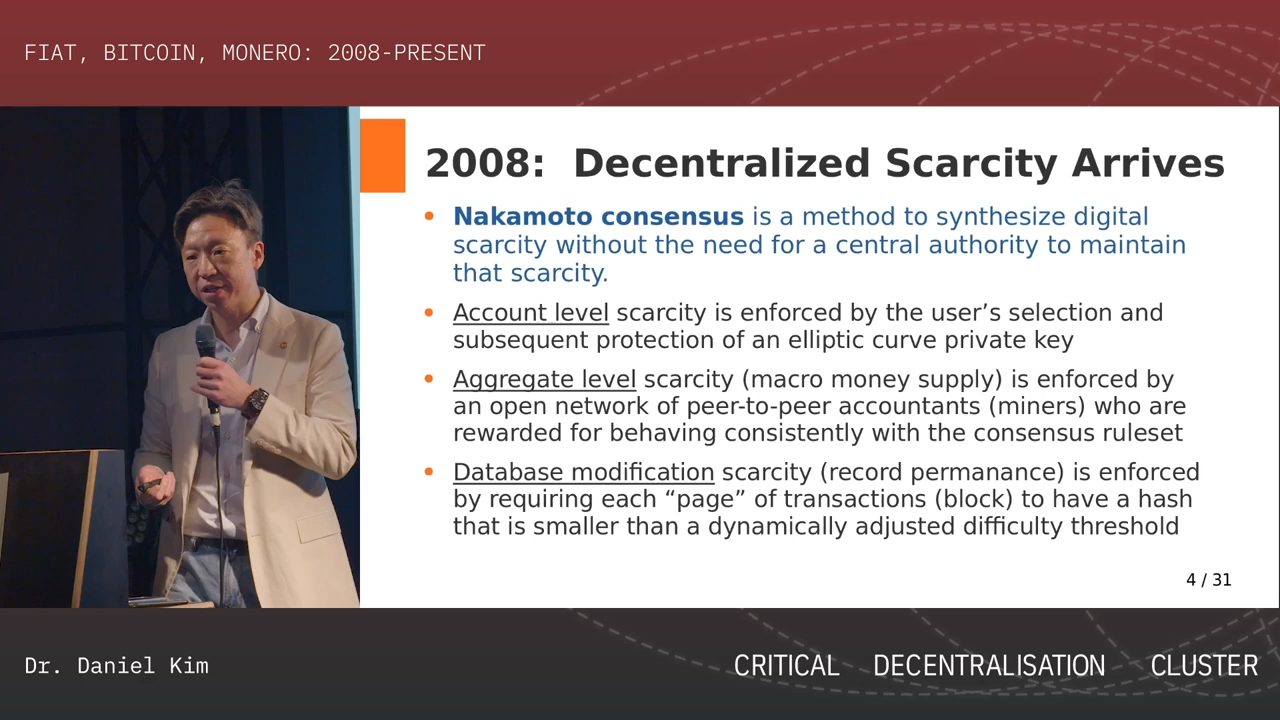 FIAT, BITCOIN, MONERO: 2008-PRESENT
2008: Decentralized Scarcity Arrives
• Nakamoto consensus is a method to synthesize digital
scarcity without the need for a central authority to maintain
that scarcity.
• Account level scarcity is enforced by the user’s selection and
subsequent protection of an elliptic curve private key
• Aggregate level scarcity (macro money supply) is enforced by
an open network of peer-to-peer accountants (miners) who are
rewarded for behaving consistently with the consensus ruleset
• Database modification scarcity (record permanance) is enforced
by requiring each “page” of transactions (block) to have a hash
that is smaller than a dynamically adjusted difficulty threshold
4 / 31
Dr. Daniel Kim
CRITICAL DECENTRALISATION CLUSTER